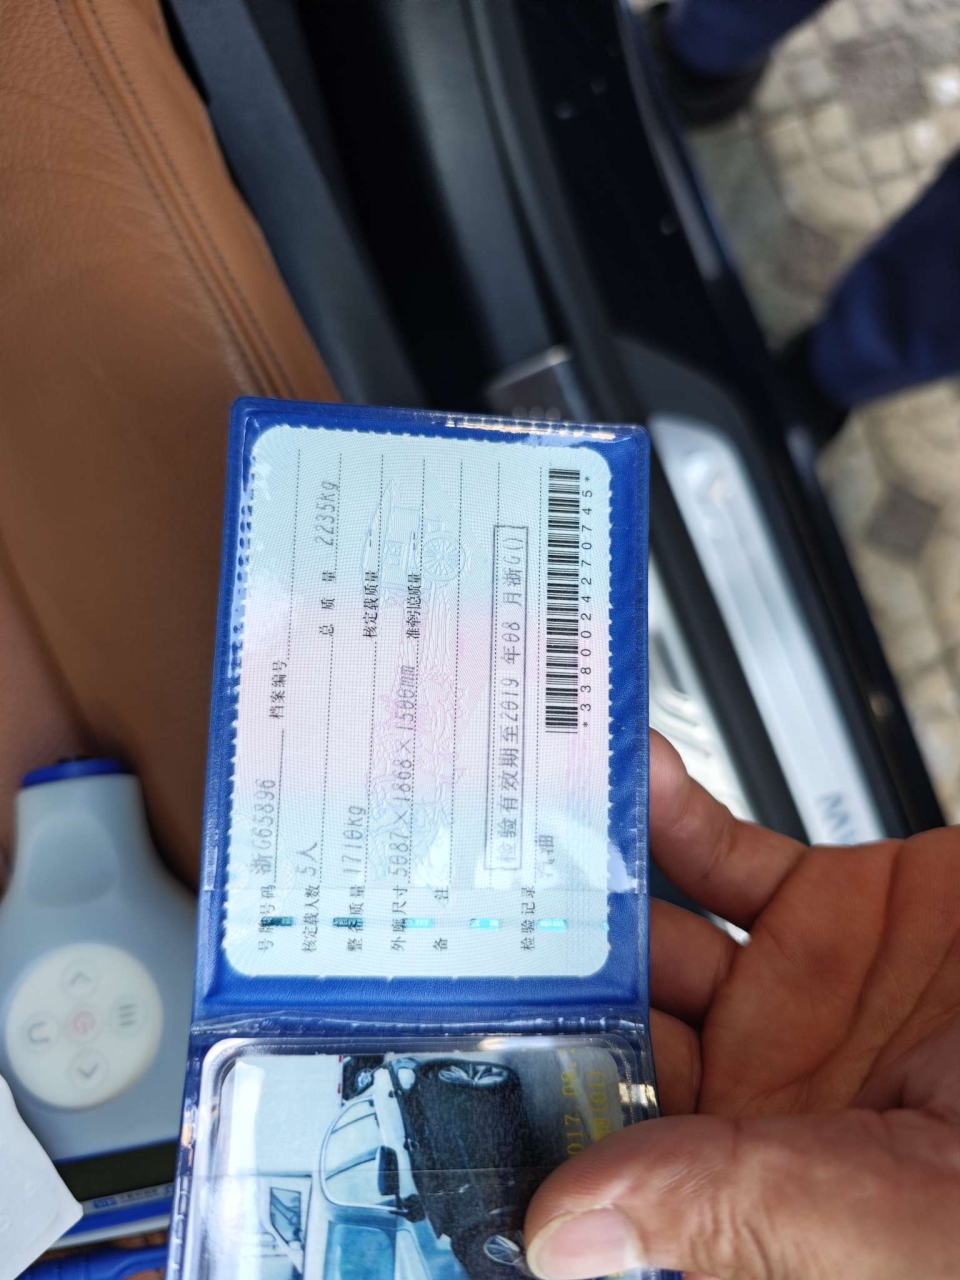 号牌号码 浙G65896 档案编号
核定载人数 5人 总质量 2235kg
整备质量 1710kg 核定载质量
外廓尺寸 5087×1868×1500mm 准牵引总质量
备注
检验有效期至2019年08月浙G()
检验记录
*3380024270745*